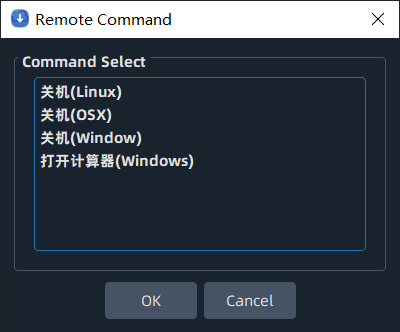 Remote Command
Command Select
关机(Linux)
关机(OSX)
关机(Window)
打开计算器(Windows)
OK
Cancel